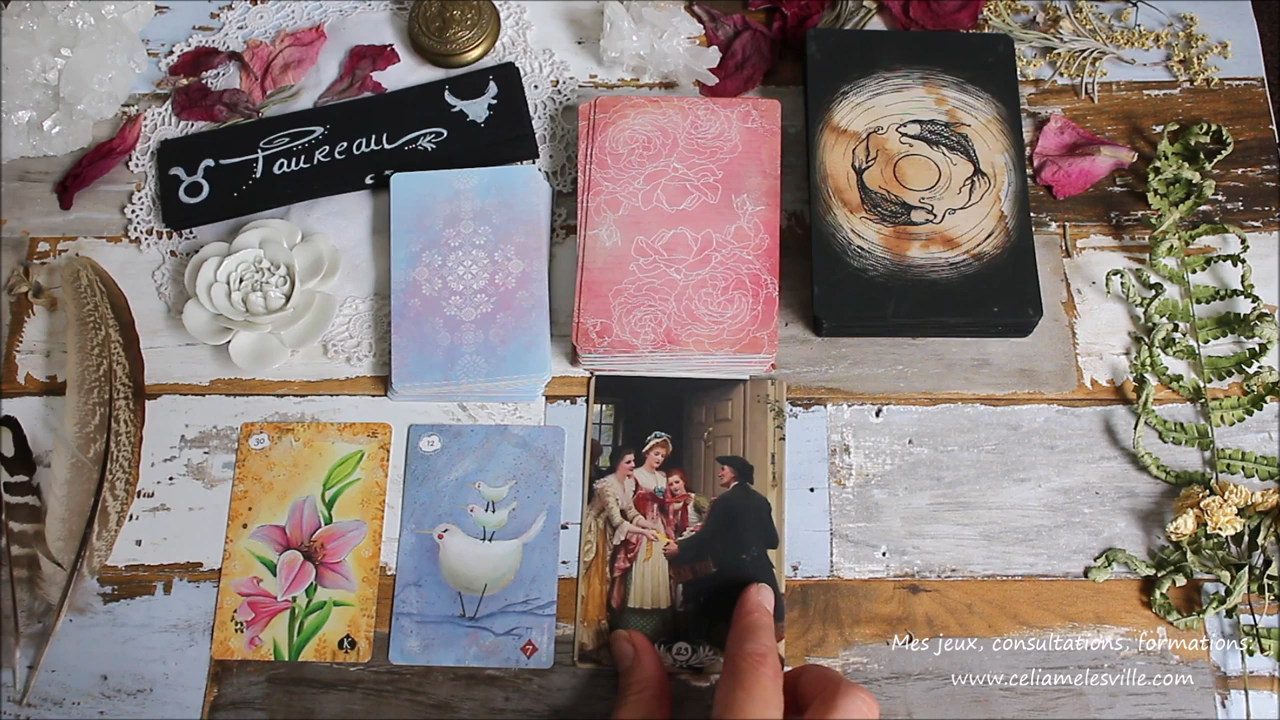 Taureau
30
K
12
7
Mes jeux, consultations, formations:
www.celiamelesville.com